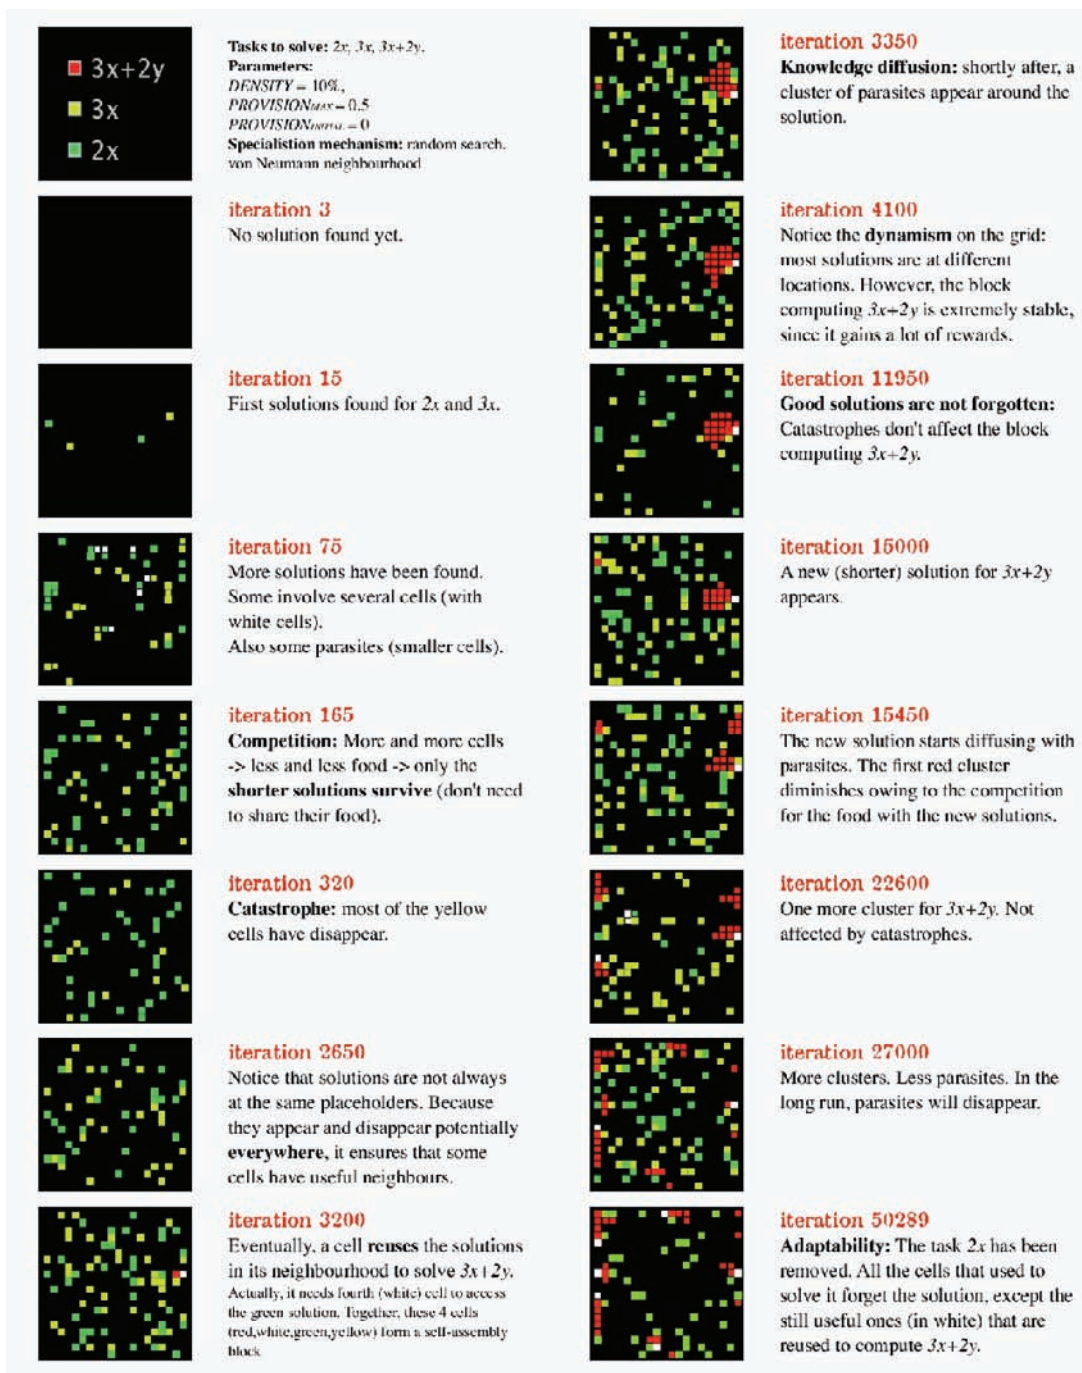 3x+2y
3x
2x
Tasks to solve: 2x, 3x, 3x+2y.
Parameters:
DENSITY = 10%,
PROVISIONMAX = 0.5
= 0
Specialistion mechanism: random search.
von Neumann neighbourhood
iteration 3
No solution found yet.
iteration 15
First solutions found for 2x and 3x.
iteration 75
More solutions have been found.
Some involve several cells (with
white cells).
Also some parasites (smaller cells).
iteration 165
Competition: More and more cells
-> less and less food -> only the
shorter solutions survive (don't need
to share their food).
iteration 320
Catastrophe: most of the yellow
cells have disappear.
iteration 2650
Notice that solutions are not always
at the same placeholders. Because
they appear and disappear potentially
everywhere, it ensures that some
cells have useful neighbours.
iteration 3200
Eventually, a cell reuses the solutions
in its neighbourhood to solve 3x+2y.
Actually, it needs fourth (white) cell to access
the green solution. Together, these 4 cells
(red,white,green,yellow) form a self-assembly
block
iteration 3350
Knowledge diffusion: shortly after, a
cluster of parasites appear around the
solution.
iteration 4100
Notice the dynamism on the grid:
most solutions are at different
locations. However, the block
computing 3x+2y is extremely stable,
since it gains a lot of rewards.
iteration 11950
Good solutions are not forgotten:
Catastrophes don't affect the block
computing 3x+2y.
iteration 15000
A new (shorter) solution for 3x+2y
appears.
iteration 15450
The new solution starts diffusing with
parasites. The first red cluster
diminishes owing to the competition
for the food with the new solutions.
iteration 22600
One more cluster for 3x+2y. Not
affected by catastrophes.
iteration 27000
More clusters. Less parasites. In the
long run, parasites will disappear.
iteration 50289
Adaptability: The task 2x has been
removed. All the cells that used to
solve it forget the solution, except the
still useful ones (in white) that are
reused to compute 3x+2y.